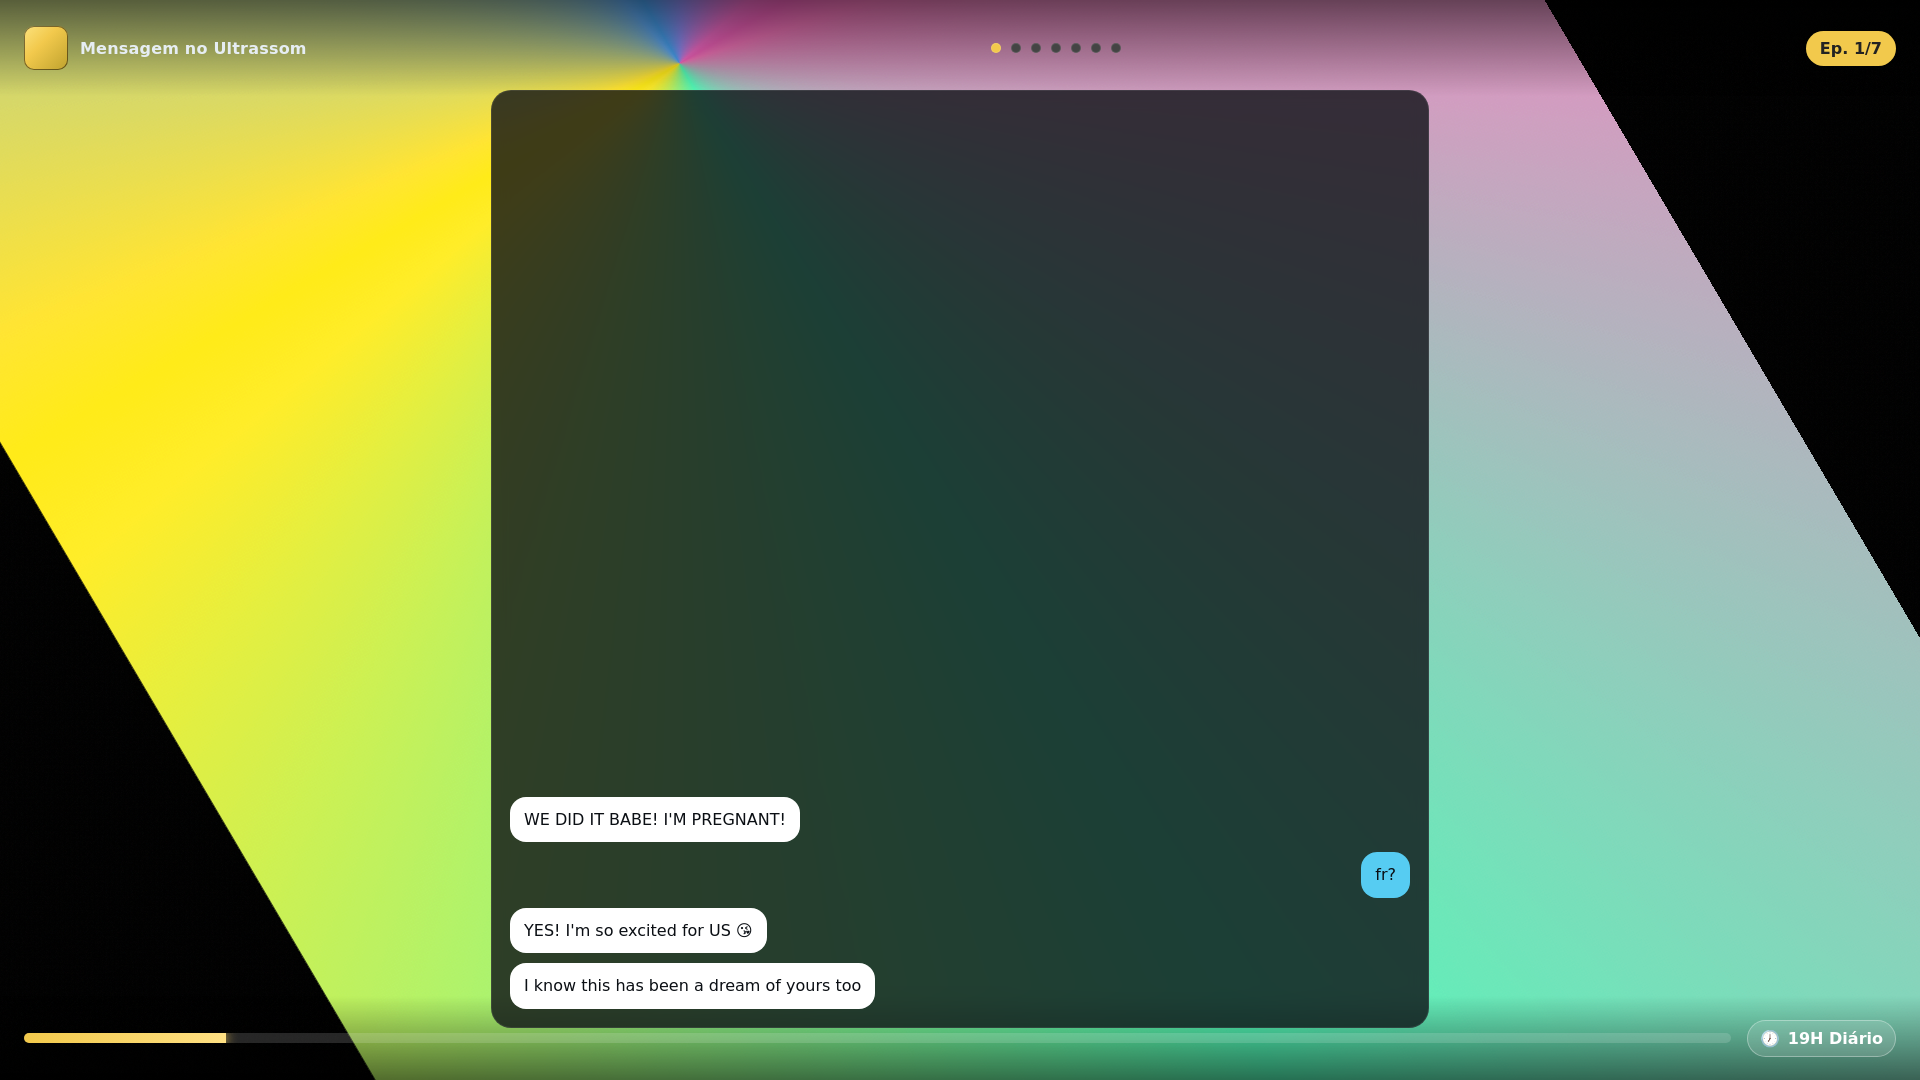 Mensagem no Ultrassom
Ep. 1/7
WE DID IT BABE! I'M PREGNANT!
fr?
YES! I'm so excited for US 😘
I know this has been a dream of yours too
🕖 19H Diário